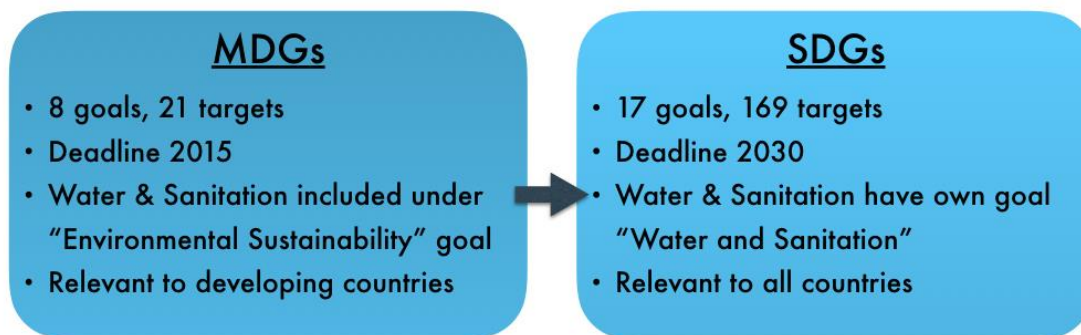 MDGs
• 8 goals, 21 targets
• Deadline 2015
• Water & Sanitation included under
“Environmental Sustainability” goal
• Relevant to developing countries
SDGs
• 17 goals, 169 targets
• Deadline 2030
• Water & Sanitation have own goal
“Water and Sanitation”
• Relevant to all countries